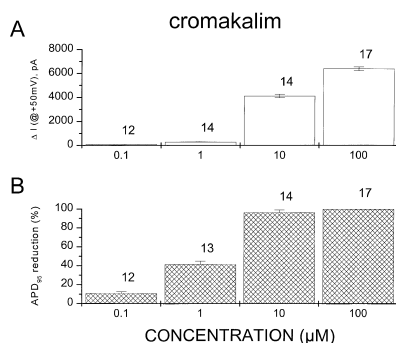 cromakalim
A
Δ I (@+50mV), pA
8000
6000
4000
2000
0
12
14
14
17
0.1 1 10 100
B
APD95 reduction (%)
100
80
60
40
20
0
12
13
14
17
0.1 1 10 100
CONCENTRATION (µM)